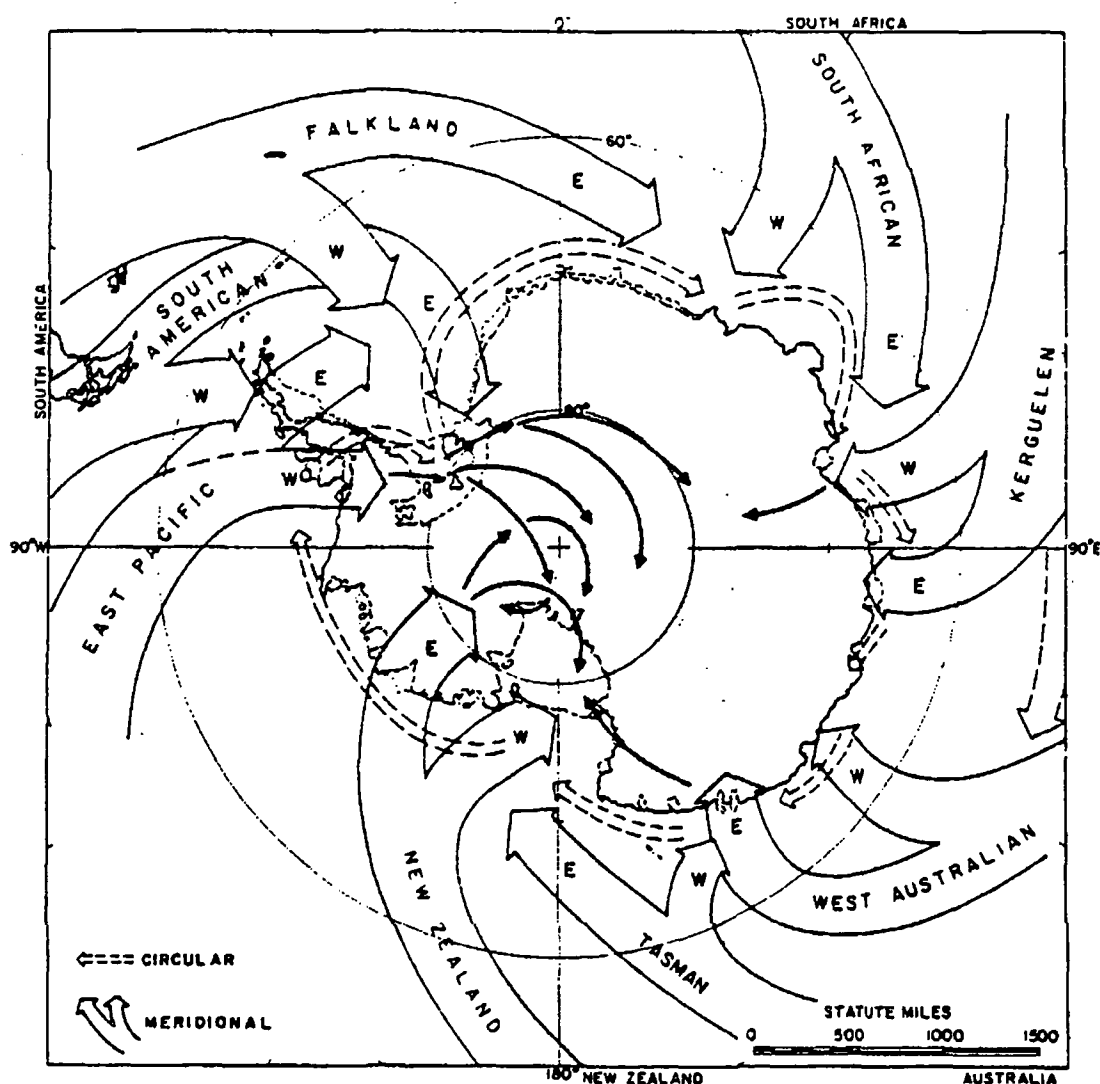 0°
SOUTH AFRICA
SOUTH AFRICAN
FALKLAND
60°
E
W
W
E
SOUTH
AMERICAN
E
E
SOUTH AMERICA
W
80°
W
KERGUELEN
W
EAST PACIFIC
90°W
90°E
E
E
W
W
E
E
W
WEST AUSTRALIAN
NEW ZEALAND
TASMAN
CIRCULAR
MERIDIONAL
STATUTE MILES
0 500 1000 1500
180°
NEW ZEALAND
AUSTRALIA